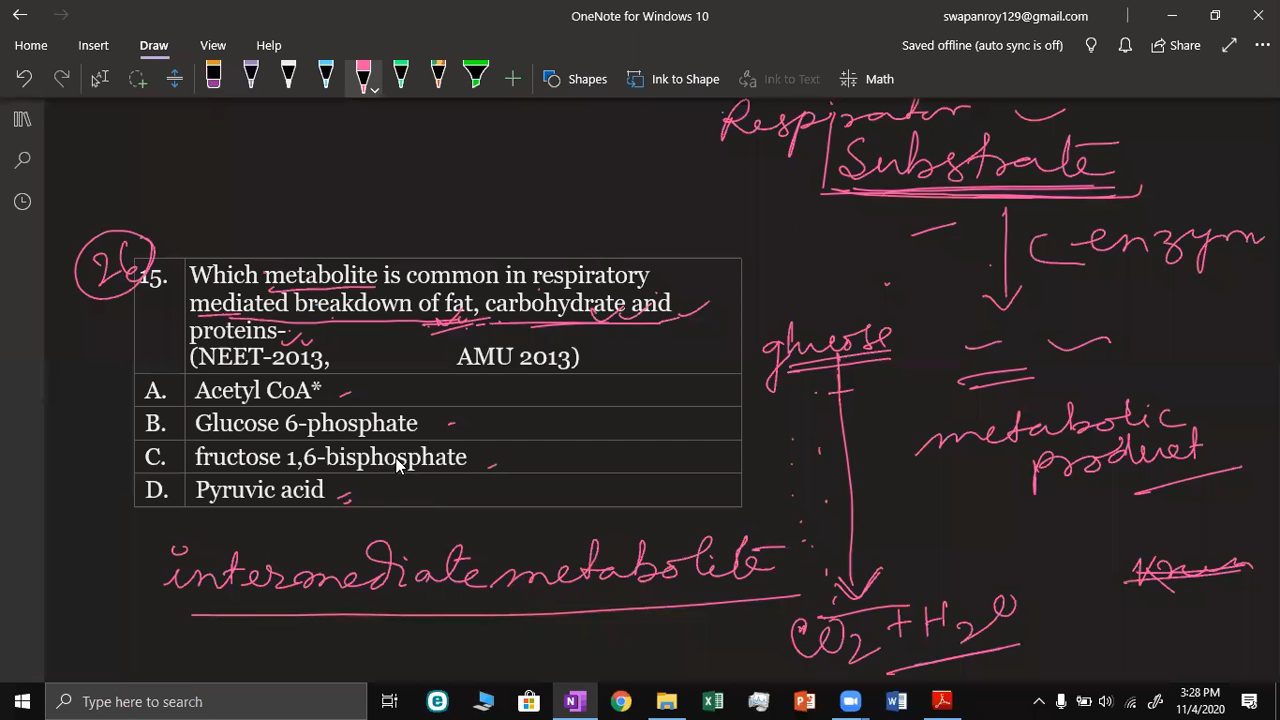 OneNote for Windows 10
swapanroy129@gmail.com
Home Insert Draw View Help
Saved offline (auto sync is off)
Share
Shapes
Ink to Shape
Ink to Text
Math
Respirator
Substrate
enzym
26
15. Which metabolite is common in respiratory
mediated breakdown of fat, carbohydrate and
proteins-
(NEET-2013, AMU 2013)
A. Acetyl CoA*
B. Glucose 6-phosphate
C. fructose 1,6-bisphosphate
D. Pyruvic acid
glucose
metabolic
product
intermediate metabolite
CO2 + H2O
Type here to search
3:28 PM
11/4/2020